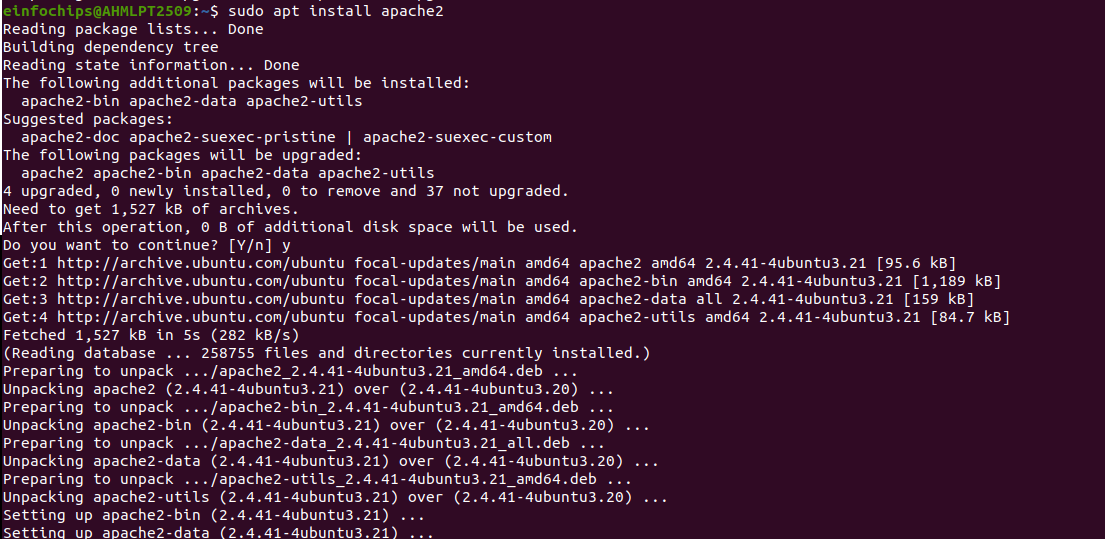 einfochips@AHMLPT2509:~$ sudo apt install apache2
Reading package lists... Done
Building dependency tree
Reading state information... Done
The following additional packages will be installed:
  apache2-bin apache2-data apache2-utils
Suggested packages:
  apache2-doc apache2-suexec-pristine | apache2-suexec-custom
The following packages will be upgraded:
  apache2 apache2-bin apache2-data apache2-utils
4 upgraded, 0 newly installed, 0 to remove and 37 not upgraded.
Need to get 1,527 kB of archives.
After this operation, 0 B of additional disk space will be used.
Do you want to continue? [Y/n] y
Get:1 http://archive.ubuntu.com/ubuntu focal-updates/main amd64 apache2 amd64 2.4.41-4ubuntu3.21 [95.6 kB]
Get:2 http://archive.ubuntu.com/ubuntu focal-updates/main amd64 apache2-bin amd64 2.4.41-4ubuntu3.21 [1,189 kB]
Get:3 http://archive.ubuntu.com/ubuntu focal-updates/main amd64 apache2-data all 2.4.41-4ubuntu3.21 [159 kB]
Get:4 http://archive.ubuntu.com/ubuntu focal-updates/main amd64 apache2-utils amd64 2.4.41-4ubuntu3.21 [84.7 kB]
Fetched 1,527 kB in 5s (282 kB/s)
(Reading database ... 258755 files and directories currently installed.)
Preparing to unpack .../apache2_2.4.41-4ubuntu3.21_amd64.deb ...
Unpacking apache2 (2.4.41-4ubuntu3.21) over (2.4.41-4ubuntu3.20) ...
Preparing to unpack .../apache2-bin_2.4.41-4ubuntu3.21_amd64.deb ...
Unpacking apache2-bin (2.4.41-4ubuntu3.21) over (2.4.41-4ubuntu3.20) ...
Preparing to unpack .../apache2-data_2.4.41-4ubuntu3.21_all.deb ...
Unpacking apache2-data (2.4.41-4ubuntu3.21) over (2.4.41-4ubuntu3.20) ...
Preparing to unpack .../apache2-utils_2.4.41-4ubuntu3.21_amd64.deb ...
Unpacking apache2-utils (2.4.41-4ubuntu3.21) over (2.4.41-4ubuntu3.20) ...
Setting up apache2-bin (2.4.41-4ubuntu3.21) ...
Setting up apache2-data (2.4.41-4ubuntu3.21) ...